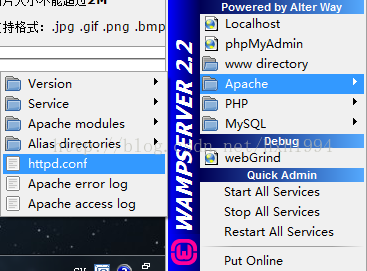 片大小不能超过2M
支持格式: .jpg .gif .png .bmp
Version
Service
Apache modules
Alias directories
httpd.conf
Apache error log
Apache access log
WAMPSERVER 2.2
Powered by Alter Way
Localhost
phpMyAdmin
www directory
Apache
PHP
MySQL
Debug
webGrind
Quick Admin
Start All Services
Stop All Services
Restart All Services
Put Online